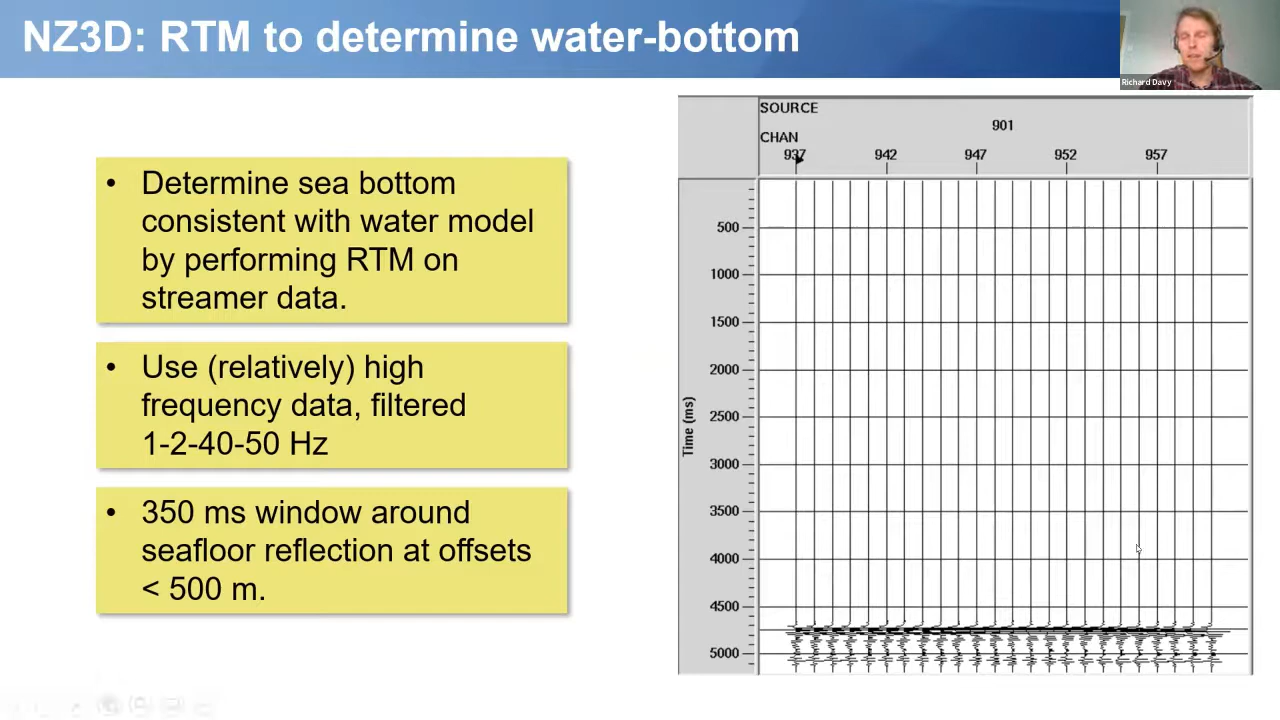 NZ3D: RTM to determine water-bottom
Richard Davy
• Determine sea bottom
consistent with water model
by performing RTM on
streamer data.
• Use (relatively) high
frequency data, filtered
1-2-40-50 Hz
• 350 ms window around
seafloor reflection at offsets
< 500 m.
SOURCE
901
CHAN
937 942 947 952 957
Time (ms)
500
1000
1500
2000
2500
3000
3500
4000
4500
5000